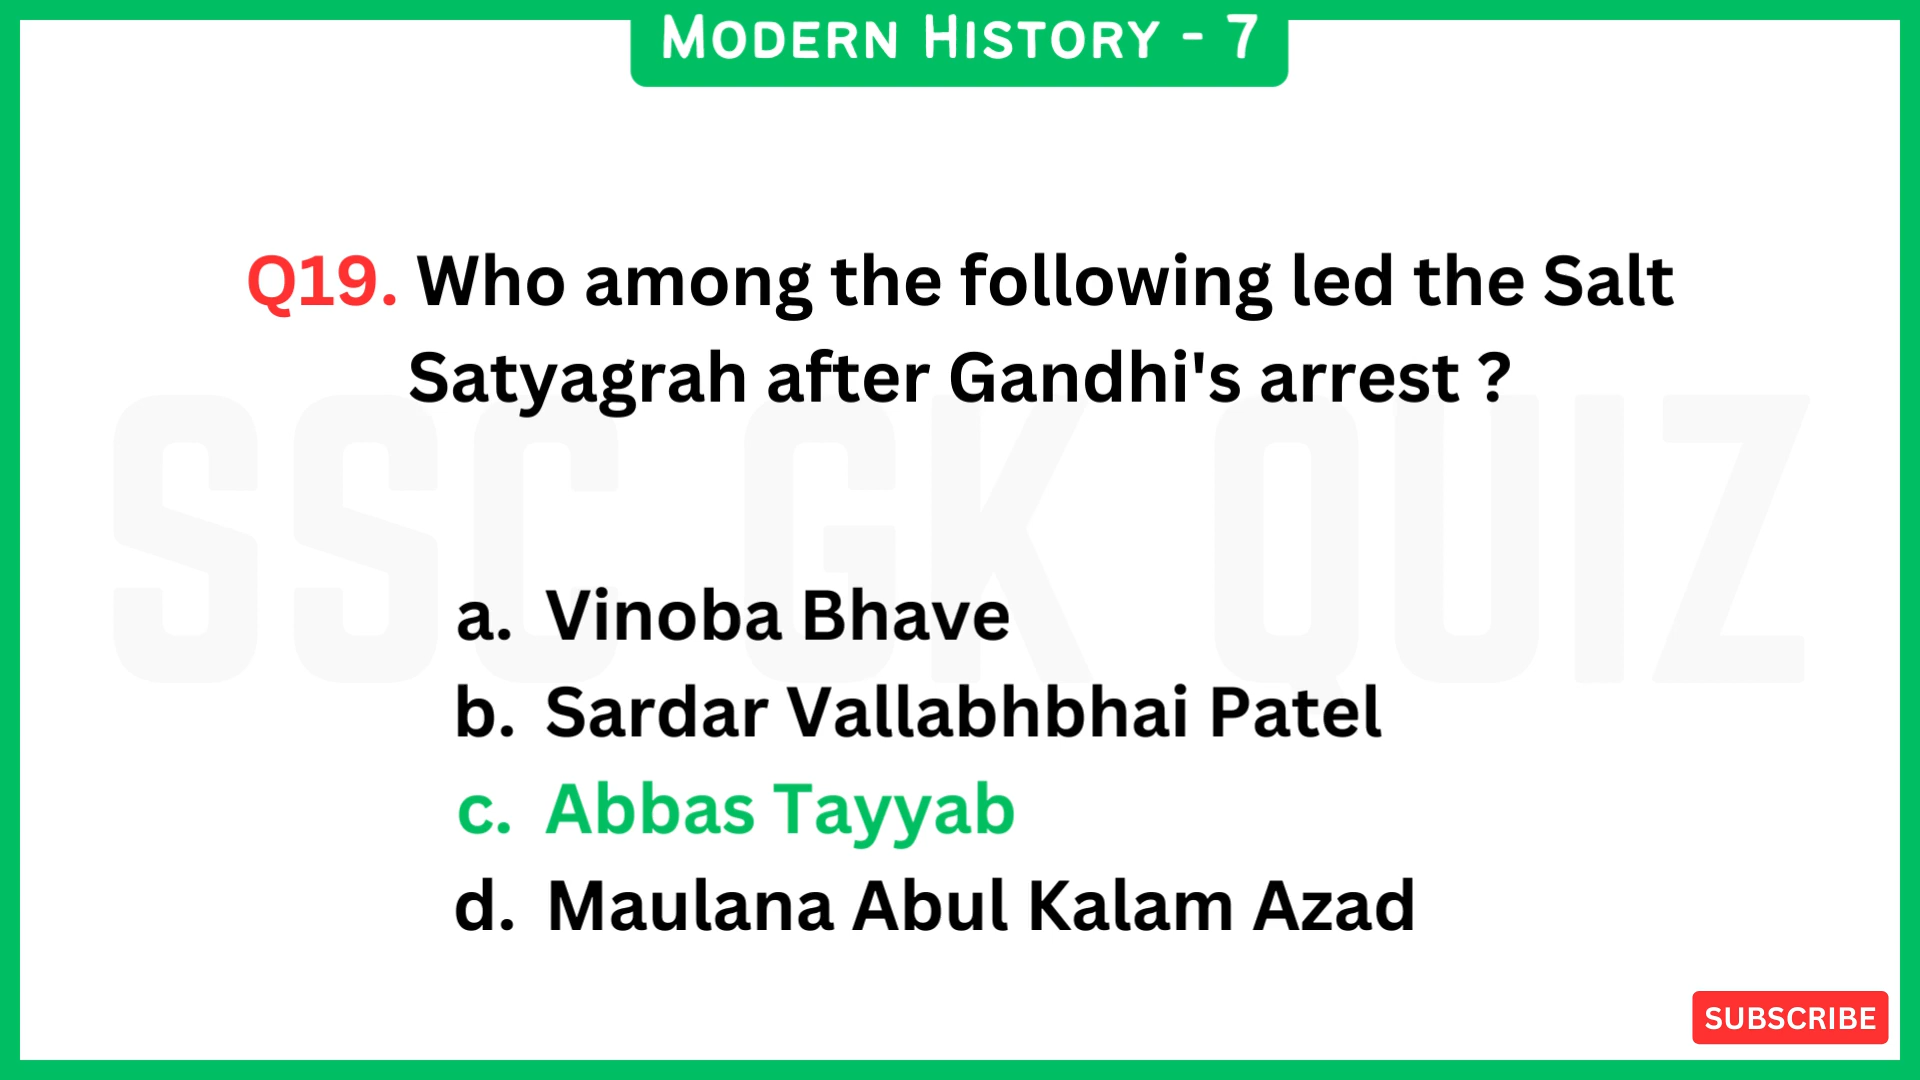 MODERN HISTORY - 7
Q19. Who among the following led the Salt
Satyagrah after Gandhi's arrest ?
SSC GK QUIZ
a. Vinoba Bhave
b. Sardar Vallabhbhai Patel
c. Abbas Tayyab
d. Maulana Abul Kalam Azad
SUBSCRIBE